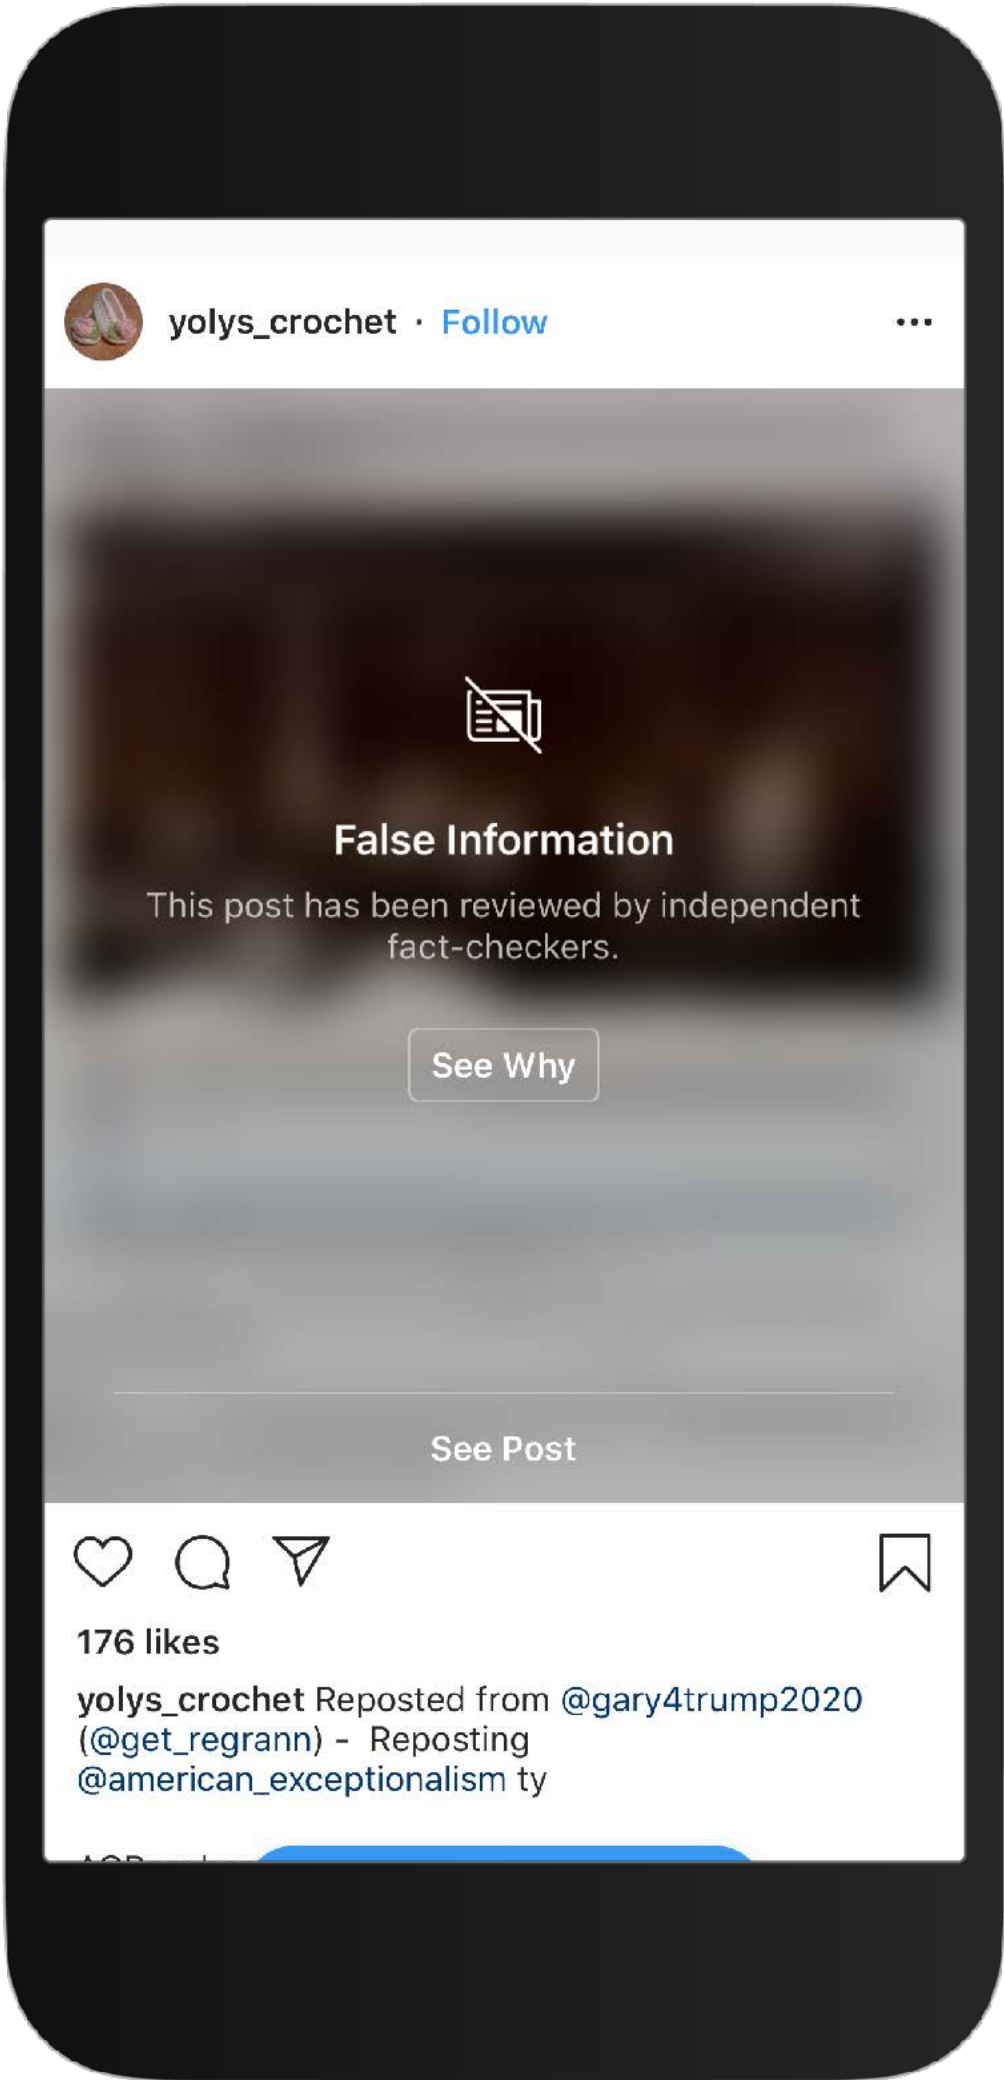 yolys_crochet · Follow
False Information
This post has been reviewed by independent
fact-checkers.
See Why
See Post
176 likes
yolys_crochet Reposted from @gary4trump2020
(@get_regrann) - Reposting
@american_exceptionalism ty